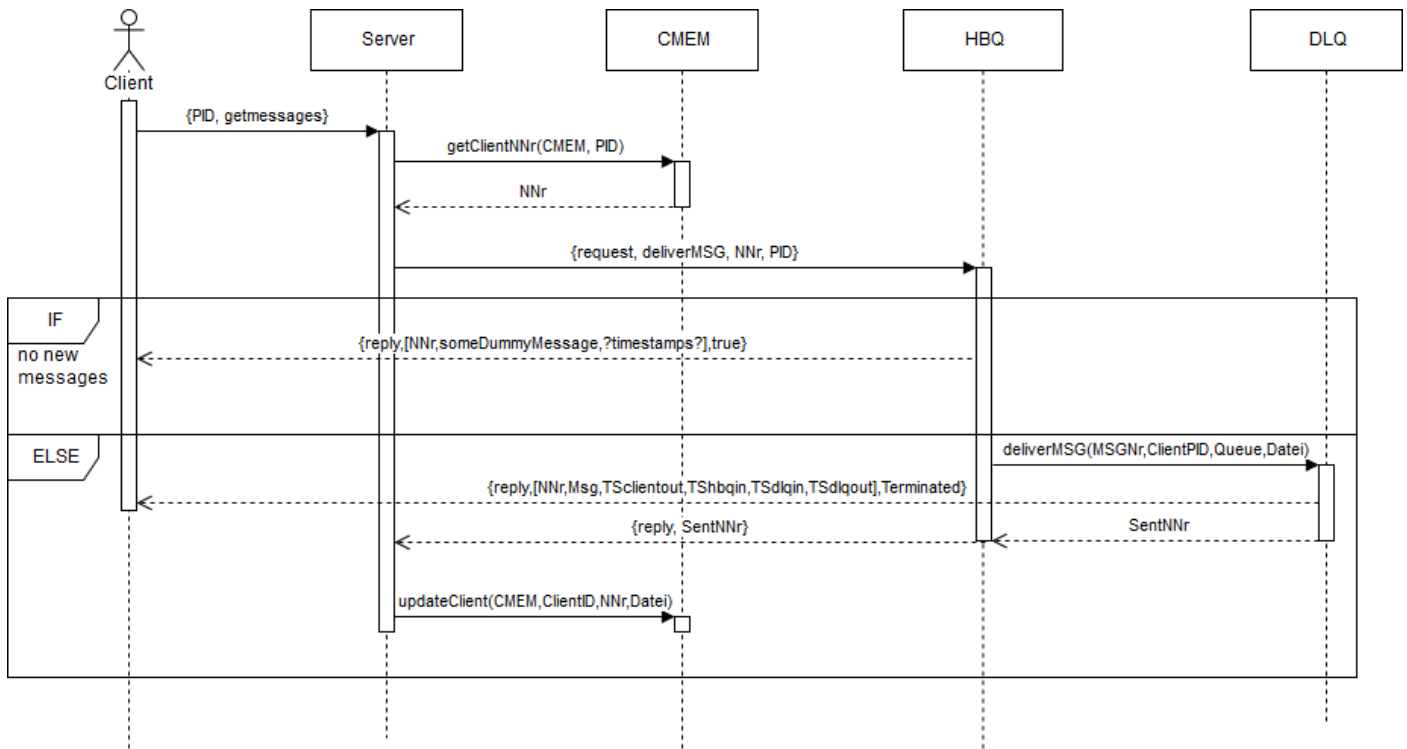 Client
Server
CMEM
HBQ
DLQ
{PID, getmessages}
getClientNNr(CMEM, PID)
NNr
{request, deliverMSG, NNr, PID}
IF
no new
messages
{reply,[NNr,someDummyMessage,?timestamps?],true}
ELSE
deliverMSG(MSGNr,ClientPID,Queue,Datei)
{reply,[NNr,Msg,TSclientout,TShbqin,TSdlqin,TSdlqout],Terminated}
{reply, SentNNr}
SentNNr
updateClient(CMEM,ClientID,NNr,Datei)